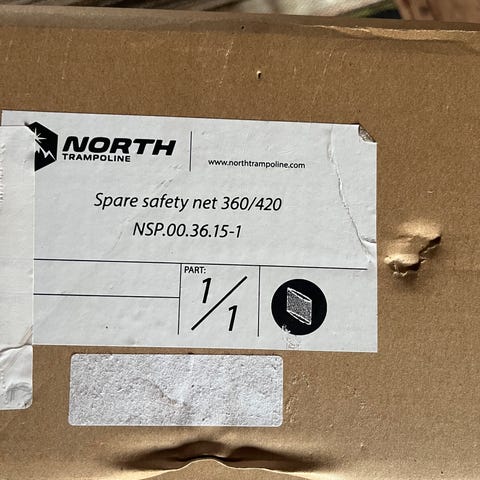 NORTH
TRAMPOLINE
www.northtrampoline.com
Spare safety net 360/420
NSP.00.36.15-1
PART:
1/1